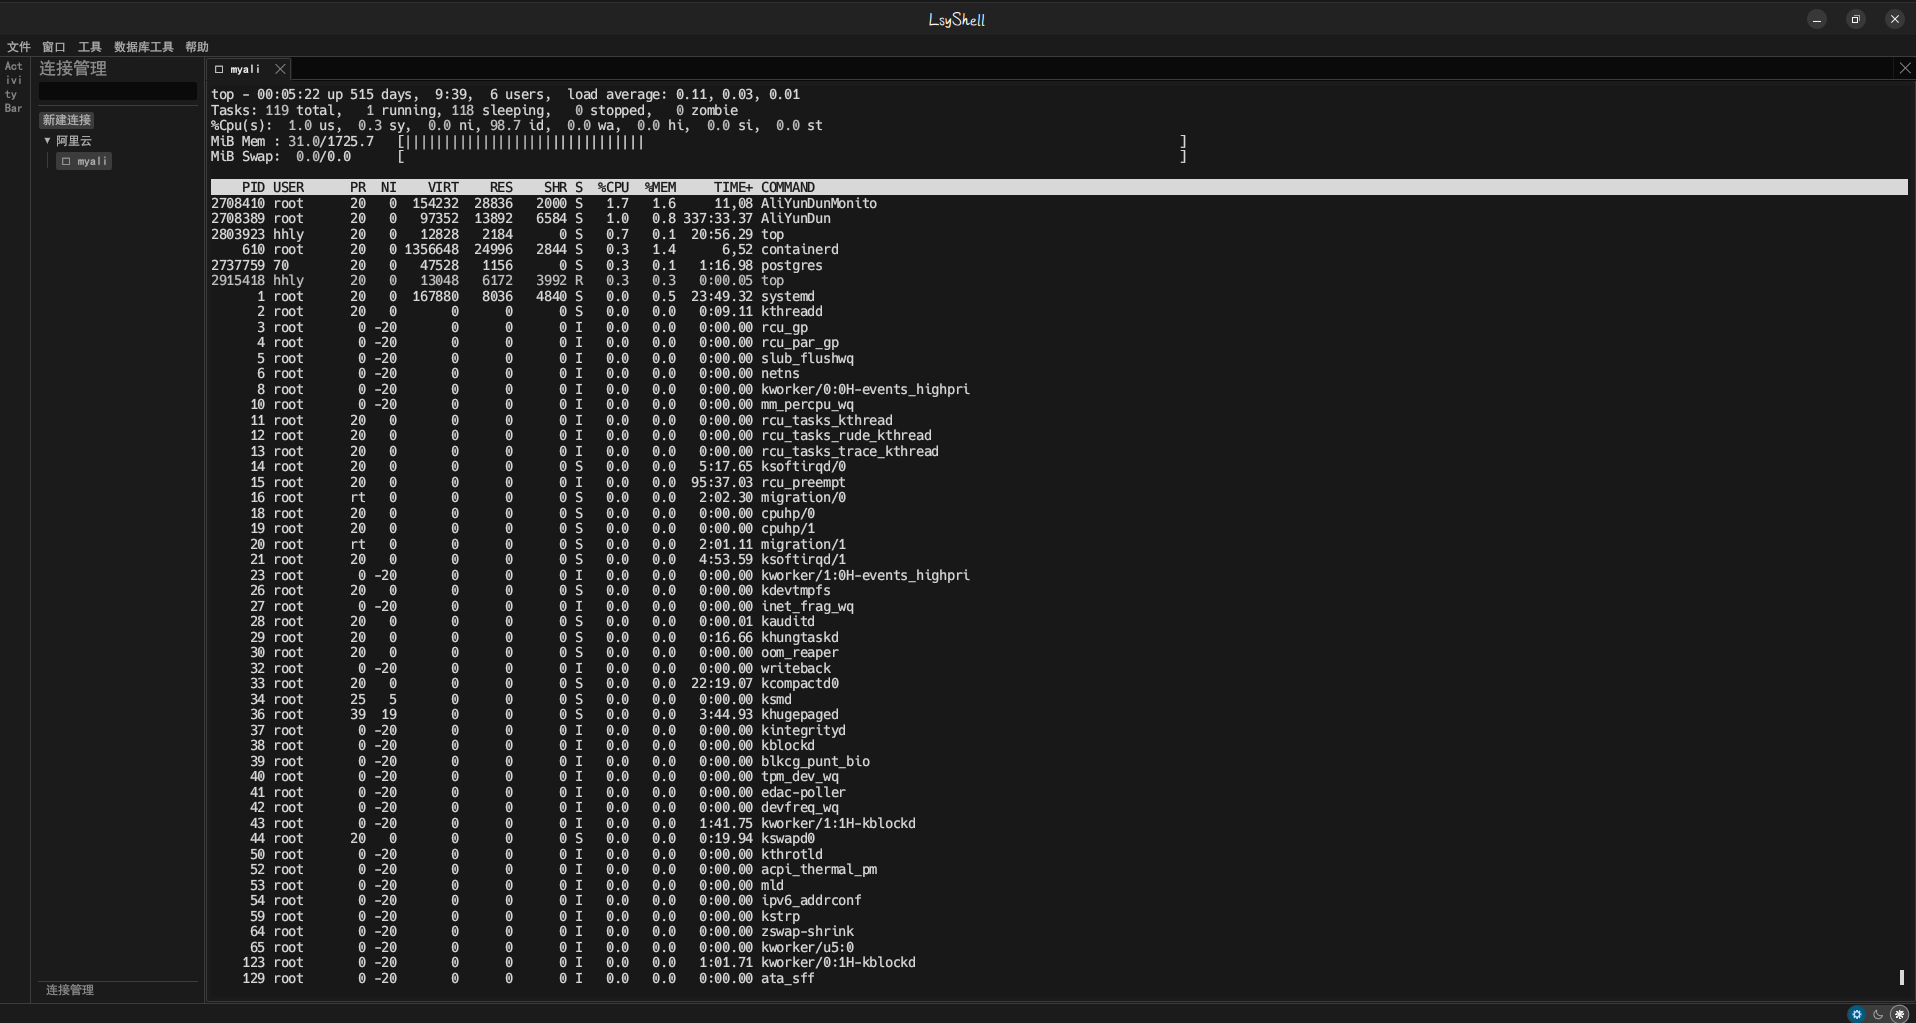 LsyShell
文件 窗口 工具 数据库工具 帮助
Act
ivi
ty
Bar
连接管理
新建连接
▼ 阿里云
□ myali
连接管理
□ myali
top - 00:05:22 up 515 days,  9:39,  6 users,  load average: 0.11, 0.03, 0.01
Tasks: 119 total,   1 running, 118 sleeping,   0 stopped,   0 zombie
%Cpu(s):  1.0 us,  0.3 sy,  0.0 ni, 98.7 id,  0.0 wa,  0.0 hi,  0.0 si,  0.0 st
MiB Mem : 31.0/1725.7   [|||||||||||||||||||||||||||||||                                                                     ]
MiB Swap:  0.0/0.0      [                                                                                                    ]
PID USER PR NI VIRT RES SHR S %CPU %MEM TIME+ COMMAND
2708410 root 20 0 154232 28836 2000 S 1.7 1.6 11,08 AliYunDunMonito
2708389 root 20 0 97352 13892 6584 S 1.0 0.8 337:33.37 AliYunDun
2803923 hhly 20 0 12828 2184 0 S 0.7 0.1 20:56.29 top
610 root 20 0 1356648 24996 2844 S 0.3 1.4 6,52 containerd
2737759 70 20 0 47528 1156 0 S 0.3 0.1 1:16.98 postgres
2915418 hhly 20 0 13048 6172 3992 R 0.3 0.3 0:00.05 top
1 root 20 0 167880 8036 4840 S 0.0 0.5 23:49.32 systemd
2 root 20 0 0 0 0 S 0.0 0.0 0:09.11 kthreadd
3 root 0 -20 0 0 0 I 0.0 0.0 0:00.00 rcu_gp
4 root 0 -20 0 0 0 I 0.0 0.0 0:00.00 rcu_par_gp
5 root 0 -20 0 0 0 I 0.0 0.0 0:00.00 slub_flushwq
6 root 0 -20 0 0 0 I 0.0 0.0 0:00.00 netns
8 root 0 -20 0 0 0 I 0.0 0.0 0:00.00 kworker/0:0H-events_highpri
10 root 0 -20 0 0 0 I 0.0 0.0 0:00.00 mm_percpu_wq
11 root 20 0 0 0 0 I 0.0 0.0 0:00.00 rcu_tasks_kthread
12 root 20 0 0 0 0 I 0.0 0.0 0:00.00 rcu_tasks_rude_kthread
13 root 20 0 0 0 0 I 0.0 0.0 0:00.00 rcu_tasks_trace_kthread
14 root 20 0 0 0 0 S 0.0 0.0 5:17.65 ksoftirqd/0
15 root 20 0 0 0 0 I 0.0 0.0 95:37.03 rcu_preempt
16 root rt 0 0 0 0 S 0.0 0.0 2:02.30 migration/0
18 root 20 0 0 0 0 S 0.0 0.0 0:00.00 cpuhp/0
19 root 20 0 0 0 0 S 0.0 0.0 0:00.00 cpuhp/1
20 root rt 0 0 0 0 S 0.0 0.0 2:01.11 migration/1
21 root 20 0 0 0 0 S 0.0 0.0 4:53.59 ksoftirqd/1
23 root 0 -20 0 0 0 I 0.0 0.0 0:00.00 kworker/1:0H-events_highpri
26 root 20 0 0 0 0 S 0.0 0.0 0:00.00 kdevtmpfs
27 root 0 -20 0 0 0 I 0.0 0.0 0:00.00 inet_frag_wq
28 root 20 0 0 0 0 S 0.0 0.0 0:00.01 kauditd
29 root 20 0 0 0 0 S 0.0 0.0 0:16.66 khungtaskd
30 root 20 0 0 0 0 S 0.0 0.0 0:00.00 oom_reaper
32 root 0 -20 0 0 0 I 0.0 0.0 0:00.00 writeback
33 root 20 0 0 0 0 S 0.0 0.0 22:19.07 kcompactd0
34 root 25 5 0 0 0 S 0.0 0.0 0:00.00 ksmd
36 root 39 19 0 0 0 S 0.0 0.0 3:44.93 khugepaged
37 root 0 -20 0 0 0 I 0.0 0.0 0:00.00 kintegrityd
38 root 0 -20 0 0 0 I 0.0 0.0 0:00.00 kblockd
39 root 0 -20 0 0 0 I 0.0 0.0 0:00.00 blkcg_punt_bio
40 root 0 -20 0 0 0 I 0.0 0.0 0:00.00 tpm_dev_wq
41 root 0 -20 0 0 0 I 0.0 0.0 0:00.00 edac-poller
42 root 0 -20 0 0 0 I 0.0 0.0 0:00.00 devfreq_wq
43 root 0 -20 0 0 0 I 0.0 0.0 1:41.75 kworker/1:1H-kblockd
44 root 20 0 0 0 0 S 0.0 0.0 0:19.94 kswapd0
50 root 0 -20 0 0 0 I 0.0 0.0 0:00.00 kthrotld
52 root 0 -20 0 0 0 I 0.0 0.0 0:00.00 acpi_thermal_pm
53 root 0 -20 0 0 0 I 0.0 0.0 0:00.00 mld
54 root 0 -20 0 0 0 I 0.0 0.0 0:00.00 ipv6_addrconf
59 root 0 -20 0 0 0 I 0.0 0.0 0:00.00 kstrp
64 root 0 -20 0 0 0 I 0.0 0.0 0:00.00 zswap-shrink
65 root 0 -20 0 0 0 I 0.0 0.0 0:00.00 kworker/u5:0
123 root 0 -20 0 0 0 I 0.0 0.0 1:01.71 kworker/0:1H-kblockd
129 root 0 -20 0 0 0 I 0.0 0.0 0:00.00 ata_sff